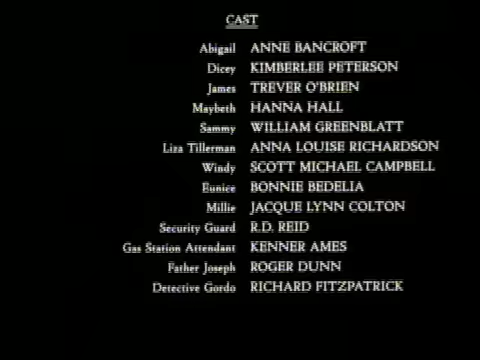 CAST
Abigail ANNE BANCROFT
Dicey KIMBERLEE PETERSON
James TREVER O'BRIEN
Maybeth HANNA HALL
Sammy WILLIAM GREENBLATT
Liza Tillerman ANNA LOUISE RICHARDSON
Windy SCOTT MICHAEL CAMPBELL
Eunice BONNIE BEDELIA
Millie JACQUE LYNN COLTON
Security Guard R.D. REID
Gas Station Attendant KENNER AMES
Father Joseph ROGER DUNN
Detective Gordo RICHARD FITZPATRICK